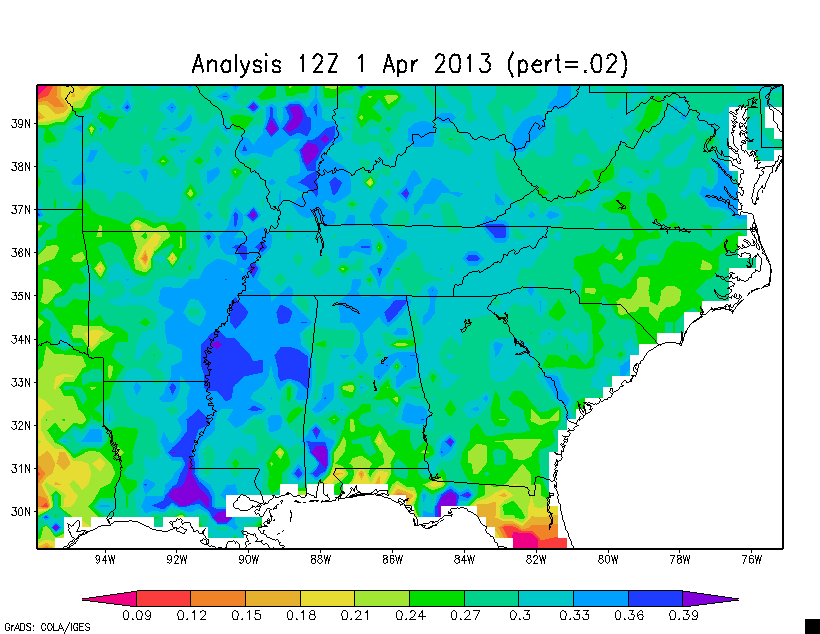 Analysis 12Z 1 Apr 2013 (pert=.02)
39N
38N
37N
36N
35N
34N
33N
32N
31N
30N
94W 92W 90W 88W 86W 84W 82W 80W 78W 76W
0.09 0.12 0.15 0.18 0.21 0.24 0.27 0.3 0.33 0.36 0.39
GrADS: COLA/IGES